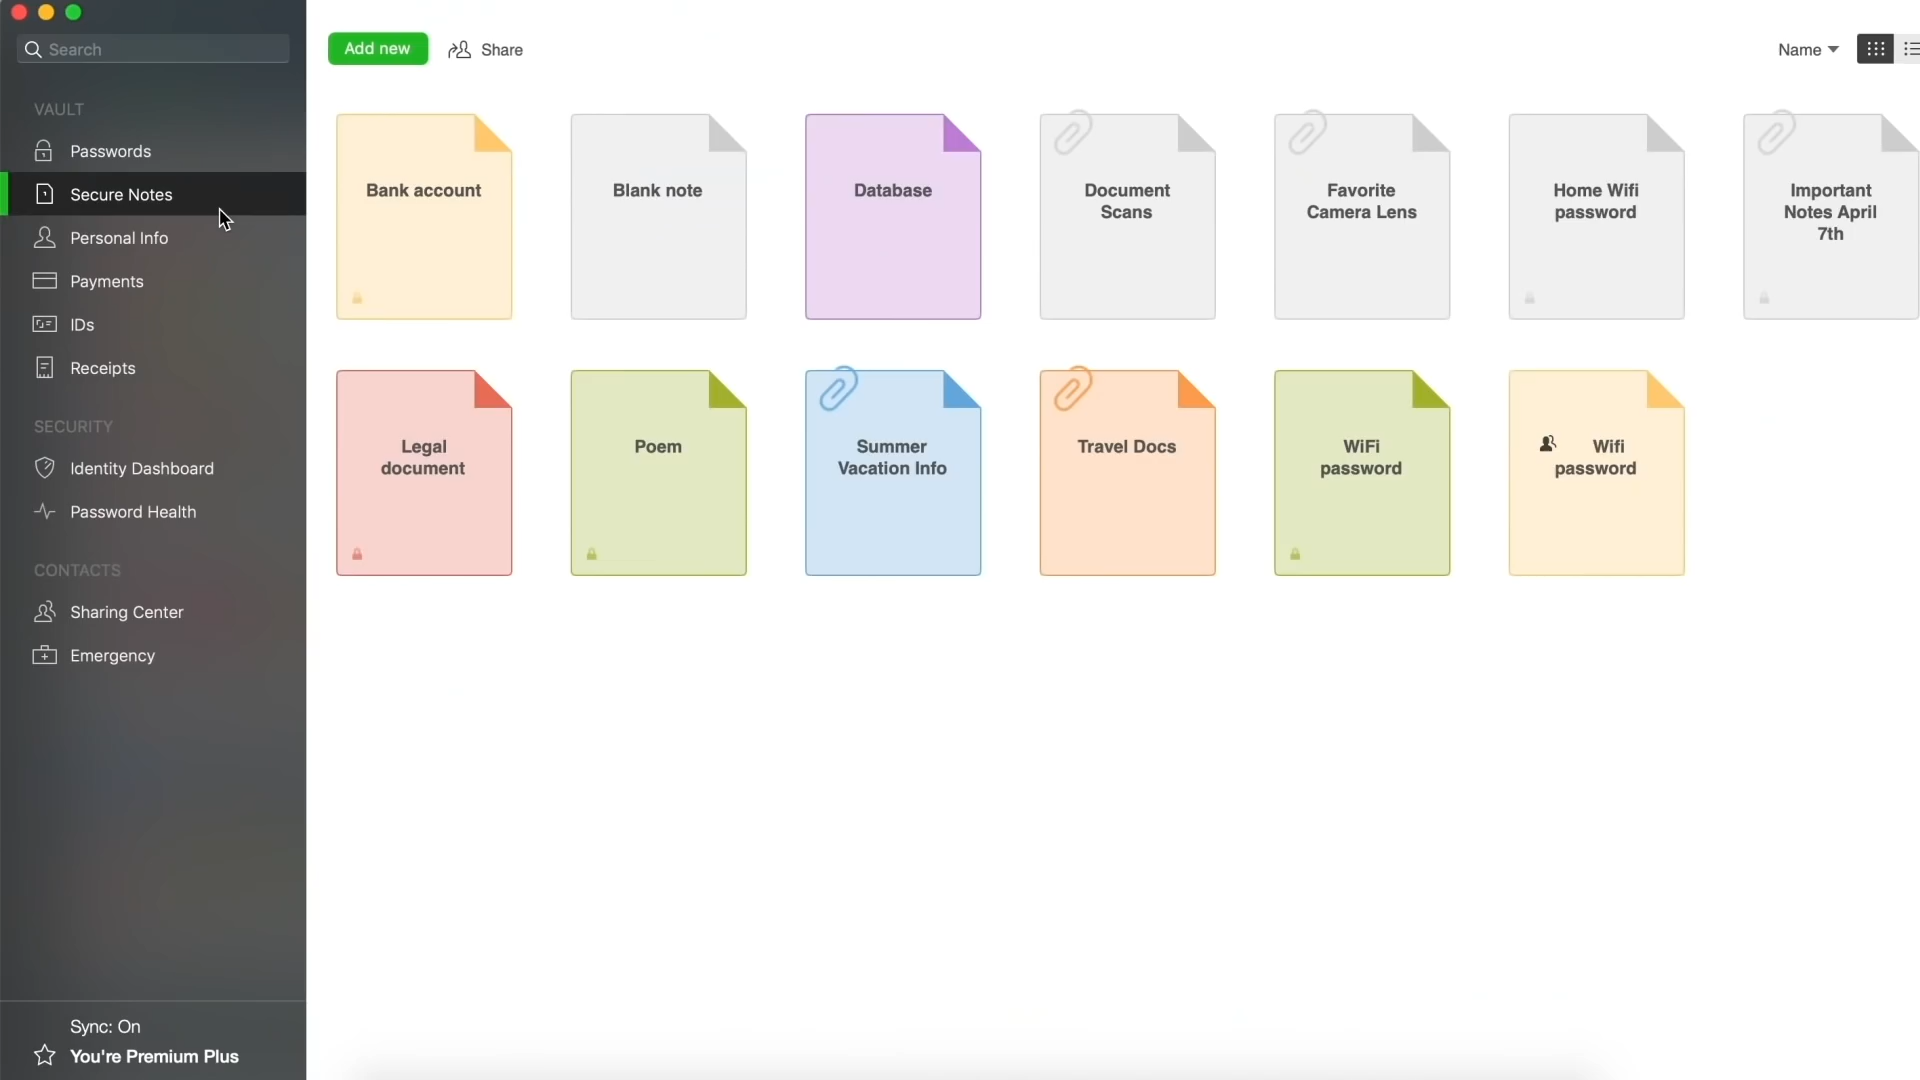 Search
Add new
Share
Name
VAULT
Passwords
Secure Notes
Personal Info
Payments
IDs
Receipts
SECURITY
Identity Dashboard
Password Health
CONTACTS
Sharing Center
Emergency
Sync: On
You're Premium Plus
Bank account
Blank note
Database
Document
Scans
Favorite
Camera Lens
Home Wifi
password
Important
Notes April
7th
Legal
document
Poem
Summer
Vacation Info
Travel Docs
WiFi
password
Wifi
password